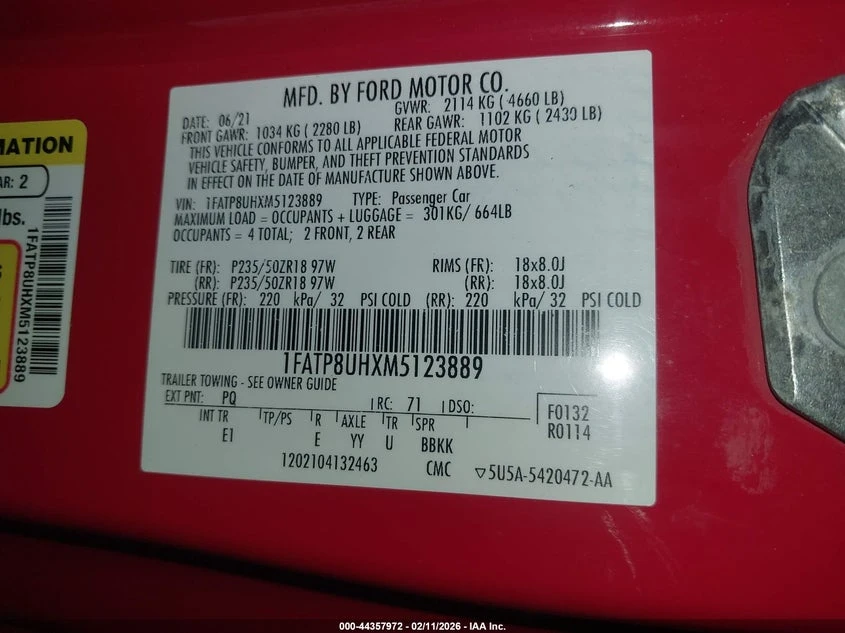 MATION
AR: 2
lbs.
1FATP8UHXM5123889
MFD. BY FORD MOTOR CO.
DATE: 06/21 GVWR: 2114 KG ( 4660 LB)
FRONT GAWR: 1034 KG ( 2280 LB) REAR GAWR: 1102 KG ( 2430 LB)
THIS VEHICLE CONFORMS TO ALL APPLICABLE FEDERAL MOTOR
VEHICLE SAFETY, BUMPER, AND THEFT PREVENTION STANDARDS
IN EFFECT ON THE DATE OF MANUFACTURE SHOWN ABOVE.
VIN: 1FATP8UHXM5123889 TYPE: Passenger Car
MAXIMUM LOAD = OCCUPANTS + LUGGAGE = 301KG/ 664LB
OCCUPANTS = 4 TOTAL; 2 FRONT, 2 REAR
TIRE (FR): P235/50ZR18 97W RIMS (FR): 18x8.0J
(RR): P235/50ZR18 97W (RR): 18x8.0J
PRESSURE (FR): 220 kPa/ 32 PSI COLD (RR): 220 kPa/ 32 PSI COLD
1FATP8UHXM5123889
TRAILER TOWING - SEE OWNER GUIDE
EXT PNT: PQ RC: 71 DSO:
INT TR TP/PS R AXLE TR SPR
E1 E YY U BBKK
F0132
R0114
1202104132463 CMC ▽5U5A-5420472-AA
000-44357972 - 02/11/2026 - IAA Inc.